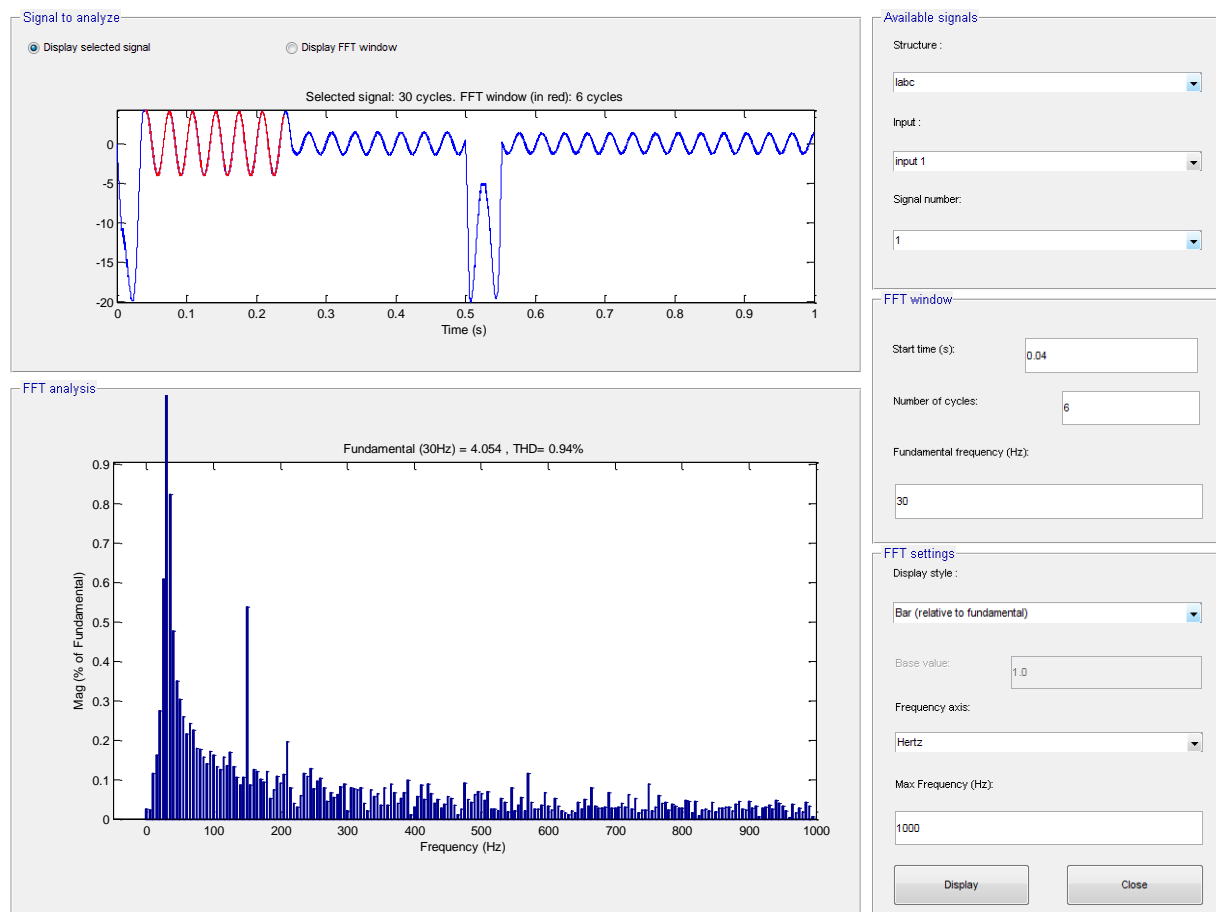 Signal to analyze
Display selected signal
Display FFT window
Selected signal: 30 cycles. FFT window (in red): 6 cycles
0
-5
-10
-15
-20
0 0.1 0.2 0.3 0.4 0.5 0.6 0.7 0.8 0.9 1
Time (s)
FFT analysis
Fundamental (30Hz) = 4.054 , THD= 0.94%
0.9
0.8
0.7
0.6
0.5
0.4
0.3
0.2
0.1
0
Mag (% of Fundamental)
0 100 200 300 400 500 600 700 800 900 1000
Frequency (Hz)
Available signals
Structure :
Iabc
Input :
input 1
Signal number:
1
FFT window
Start time (s):
0.04
Number of cycles:
6
Fundamental frequency (Hz):
30
FFT settings
Display style :
Bar (relative to fundamental)
Base value:
1.0
Frequency axis:
Hertz
Max Frequency (Hz):
1000
Display
Close